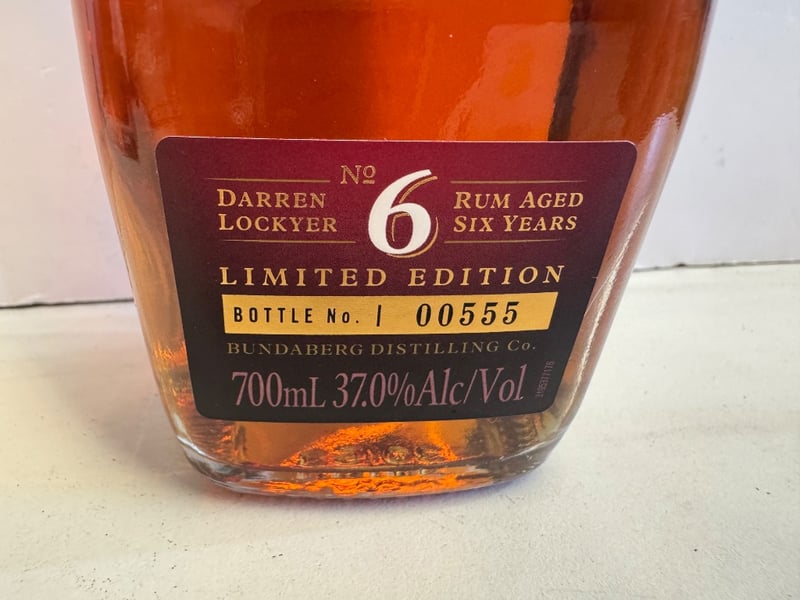 No 6
DARREN LOCKYER
RUM AGED SIX YEARS
LIMITED EDITION
BOTTLE No. | 00555
BUNDABERG DISTILLING Co.
700mL 37.0%Alc/Vol